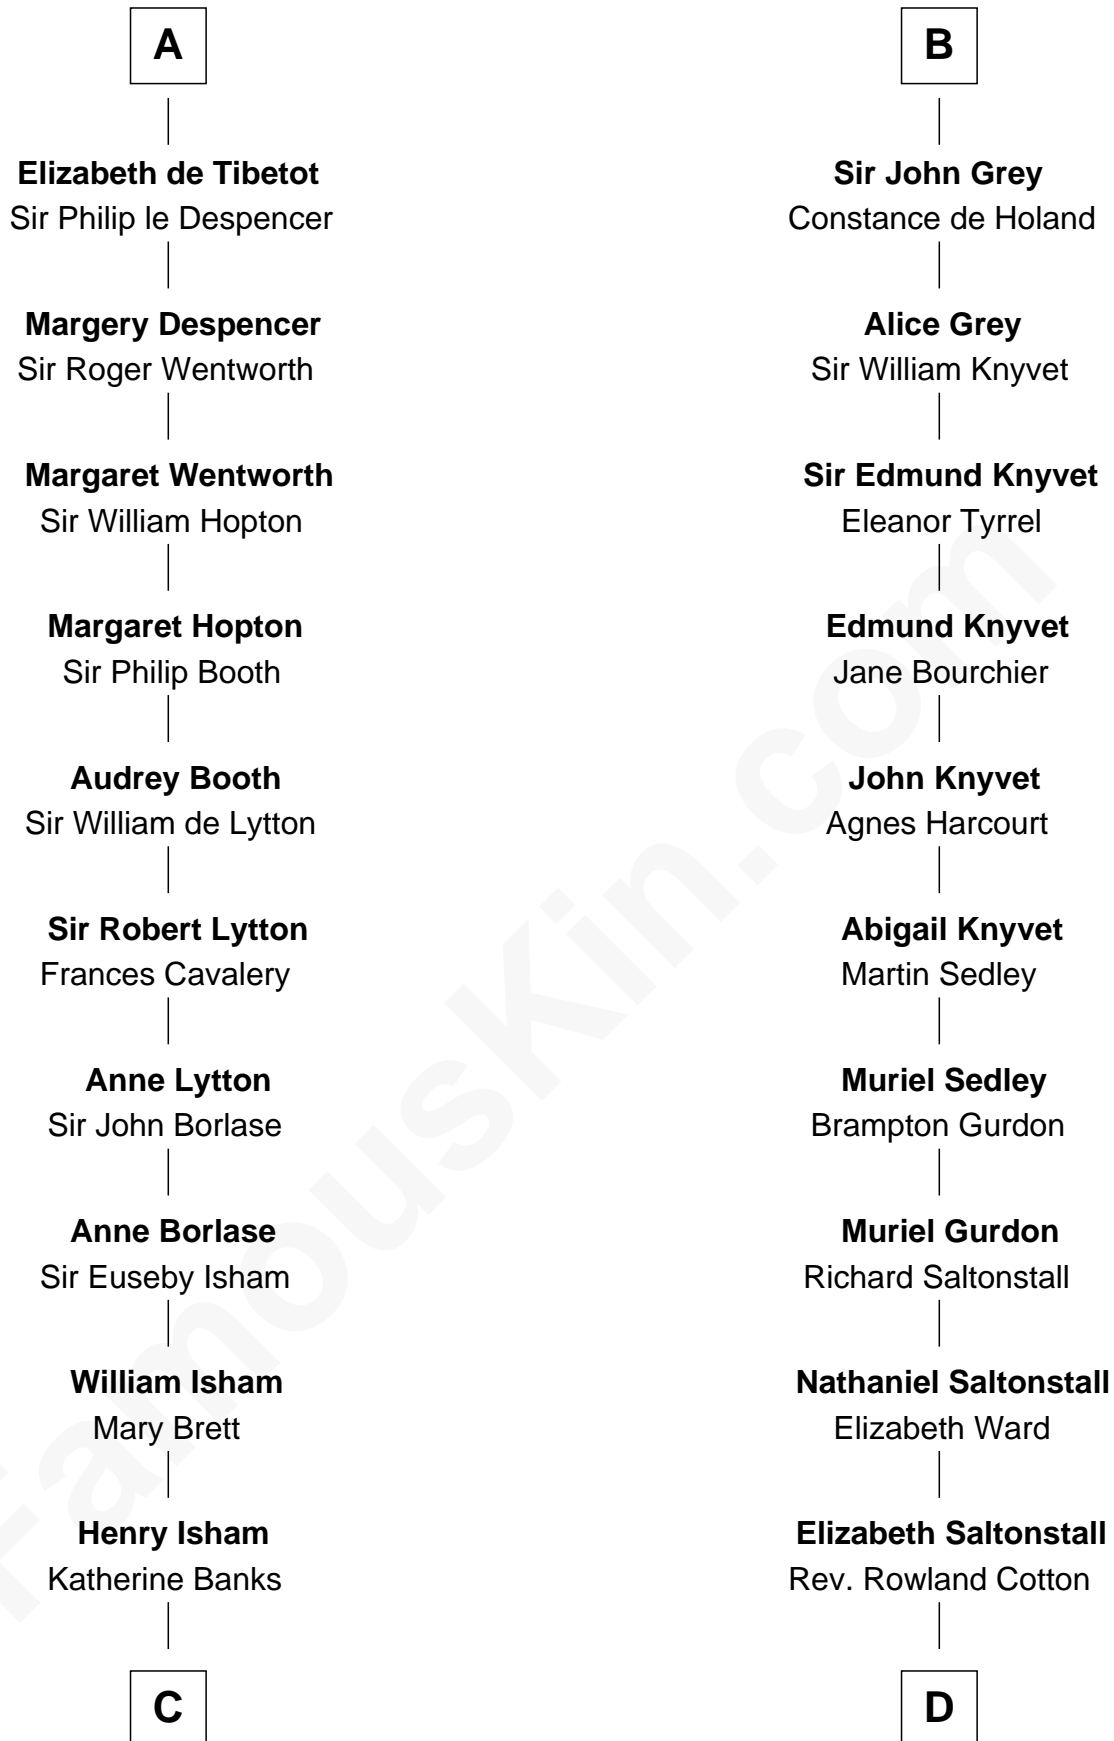 A
Elizabeth de Tibetot
Sir Philip le Despencer
Margery Despencer
Sir Roger Wentworth
Margaret Wentworth
Sir William Hopton
Margaret Hopton
Sir Philip Booth
Audrey Booth
Sir William de Lytton
Sir Robert Lytton
Frances Cavalery
Anne Lytton
Sir John Borlase
Anne Borlase
Sir Euseby Isham
William Isham
Mary Brett
Henry Isham
Katherine Banks
C
B
Sir John Grey
Constance de Holand
Alice Grey
Sir William Knyvet
Sir Edmund Knyvet
Eleanor Tyrrel
Edmund Knyvet
Jane Bourchier
John Knyvet
Agnes Harcourt
Abigail Knyvet
Martin Sedley
Muriel Sedley
Brampton Gurdon
Muriel Gurdon
Richard Saltonstall
Nathaniel Saltonstall
Elizabeth Ward
Elizabeth Saltonstall
Rev. Rowland Cotton
D
FamousKin.com